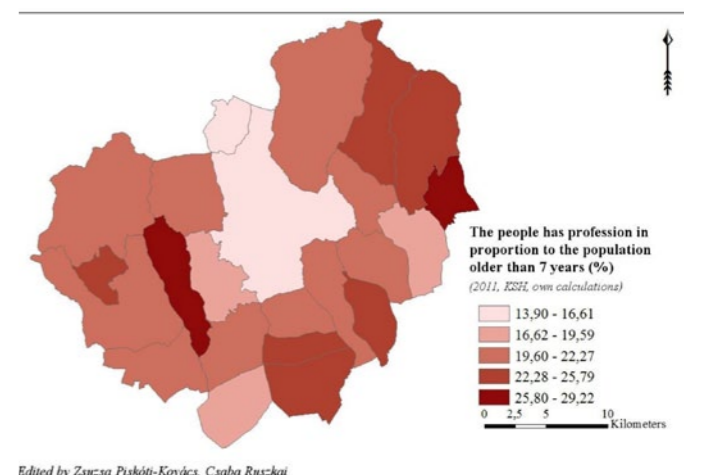 The people has profession in
proportion to the population
older than 7 years (%)
(2011, KSH, own calculations)
13,90 - 16,61
16,62 - 19,59
19,60 - 22,27
22,28 - 25,79
25,80 - 29,22
0 2,5 5 10
Kilometers
Edited by Zsuzsa Piskóti-Kovács, Csaba Ruszkai